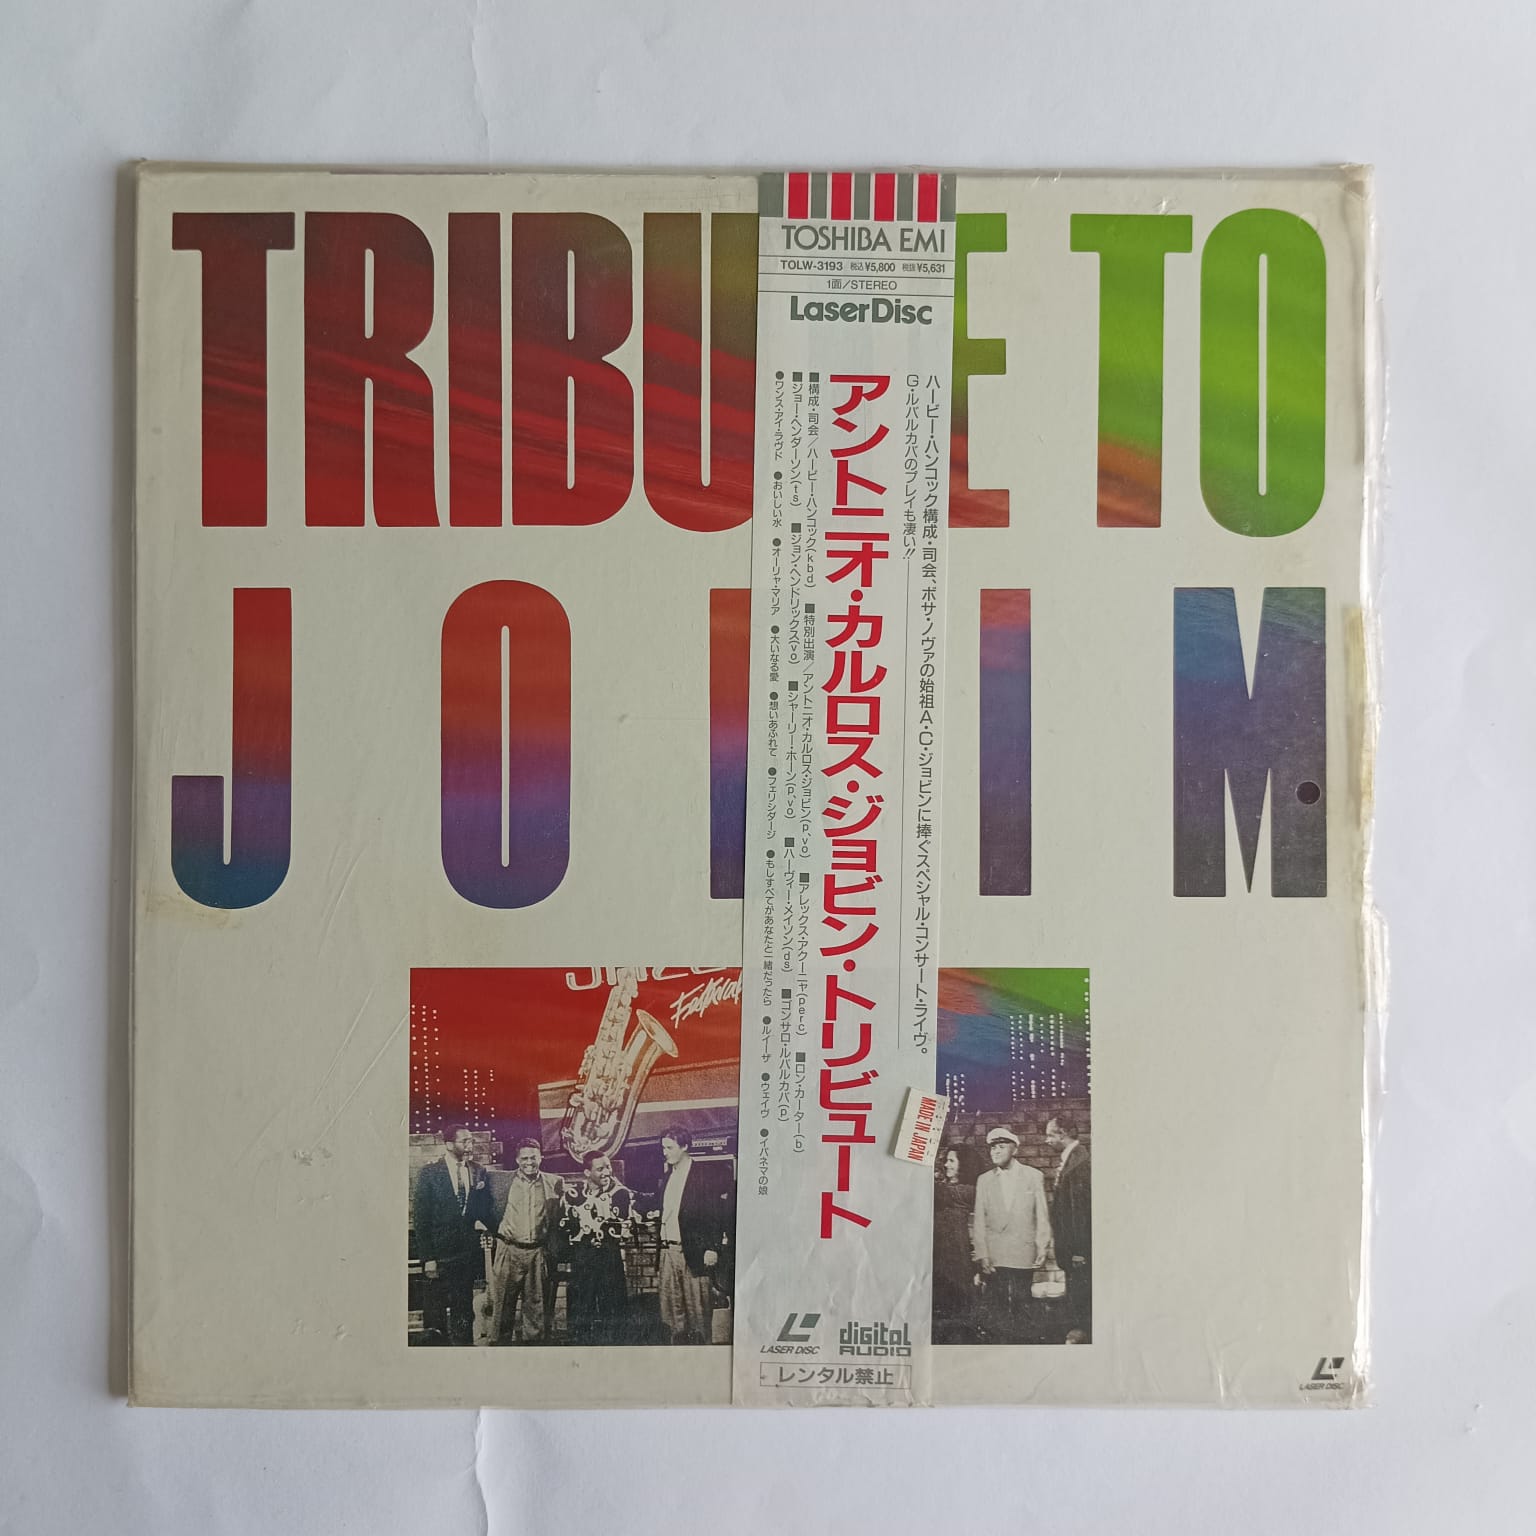 TRIBUTE TO
JOBIM
TOSHIBA EMI
TOLW-3193 税込¥5,800 税抜¥5,631
1面/STEREO
LaserDisc
ハービー・ハンコック構成・司会、ボサ・ノヴァの始祖A・C・ジョビンに捧ぐスペシャル・コンサート・ライヴ。
G・ルバルカバのプレイも凄い!!
アントニオ・カルロス・ジョビン・トリビュート
■構成・司会/ハービー・ハンコック(kbd) ■特別出演/アントニオ・カルロス・ジョビン(p、vo) ■アレックス・アクーニャ(perc) ■ロン・カーター(b)
■ジョー・ヘンダーソン(ts) ■ジョン・ヘンドリックス(vo) ■シャーリー・ホーン(p、vo) ■ハーヴィー・メイソン(ds) ■ゴンサロ・ルバルカバ(p)
●ワンス・アイ・ラヴド ●おいしい水 ●オーリャ・マリア ●大いなる愛 ●想いあふれて ●フェリシダージ ●もしすべてがあなたと一緒だったら ●ルイーザ ●ウェイヴ ●イパネマの娘
Festival
MADE IN JAPAN
LASER DISC
digital AUDIO
レンタル禁止
LASER DISC